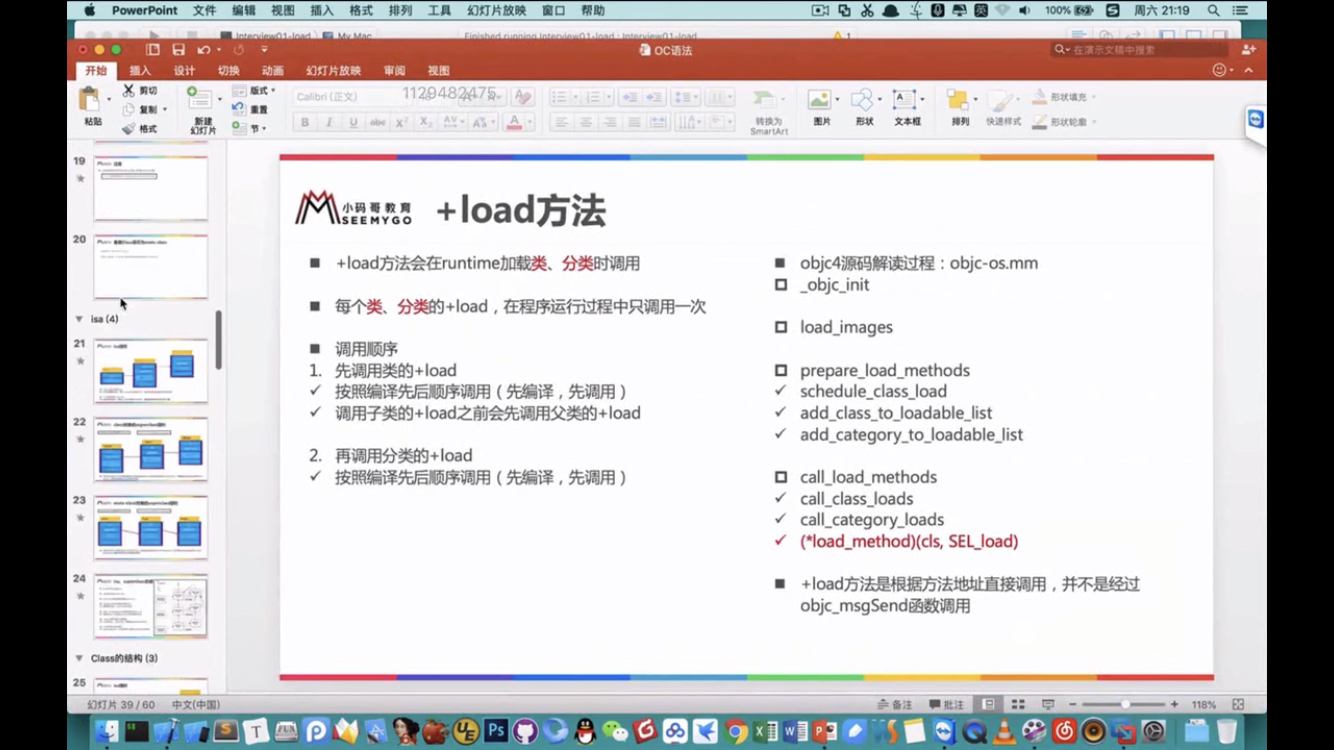 PowerPoint 文件 编辑 视图 插入 格式 排列 工具 幻灯片放映 窗口 帮助 100% 周六 21:19
Interview01-load My Mac Finished running Interview01-load : Interview01-load 1
OC语法 在演示文稿中搜索
开始 插入 设计 切换 动画 幻灯片放映 审阅 视图
1129482475
粘贴 剪切 复制 格式 新建幻灯片 版式 重置 节 Calibri (正文) 转换为 SmartArt 图片 形状 文本框 排列 快速样式 形状填充 形状轮廓
B I U abc X² X₂ AV Aa A
19
20
isa (4)
21
22
23
24
Class的结构 (3)
25
小码哥教育
SEEMYGO
+load方法
+load方法会在runtime加载类、分类时调用
每个类、分类的+load，在程序运行过程中只调用一次
调用顺序
1. 先调用类的+load
✓ 按照编译先后顺序调用（先编译，先调用）
✓ 调用子类的+load之前会先调用父类的+load
2. 再调用分类的+load
✓ 按照编译先后顺序调用（先编译，先调用）
objc4源码解读过程：objc-os.mm
_objc_init
load_images
prepare_load_methods
✓ schedule_class_load
✓ add_class_to_loadable_list
✓ add_category_to_loadable_list
call_load_methods
✓ call_class_loads
✓ call_category_loads
✓ (*load_method)(cls, SEL_load)
+load方法是根据方法地址直接调用，并不是经过
objc_msgSend函数调用
幻灯片 39 / 60 中文(中国) 备注 批注 118%